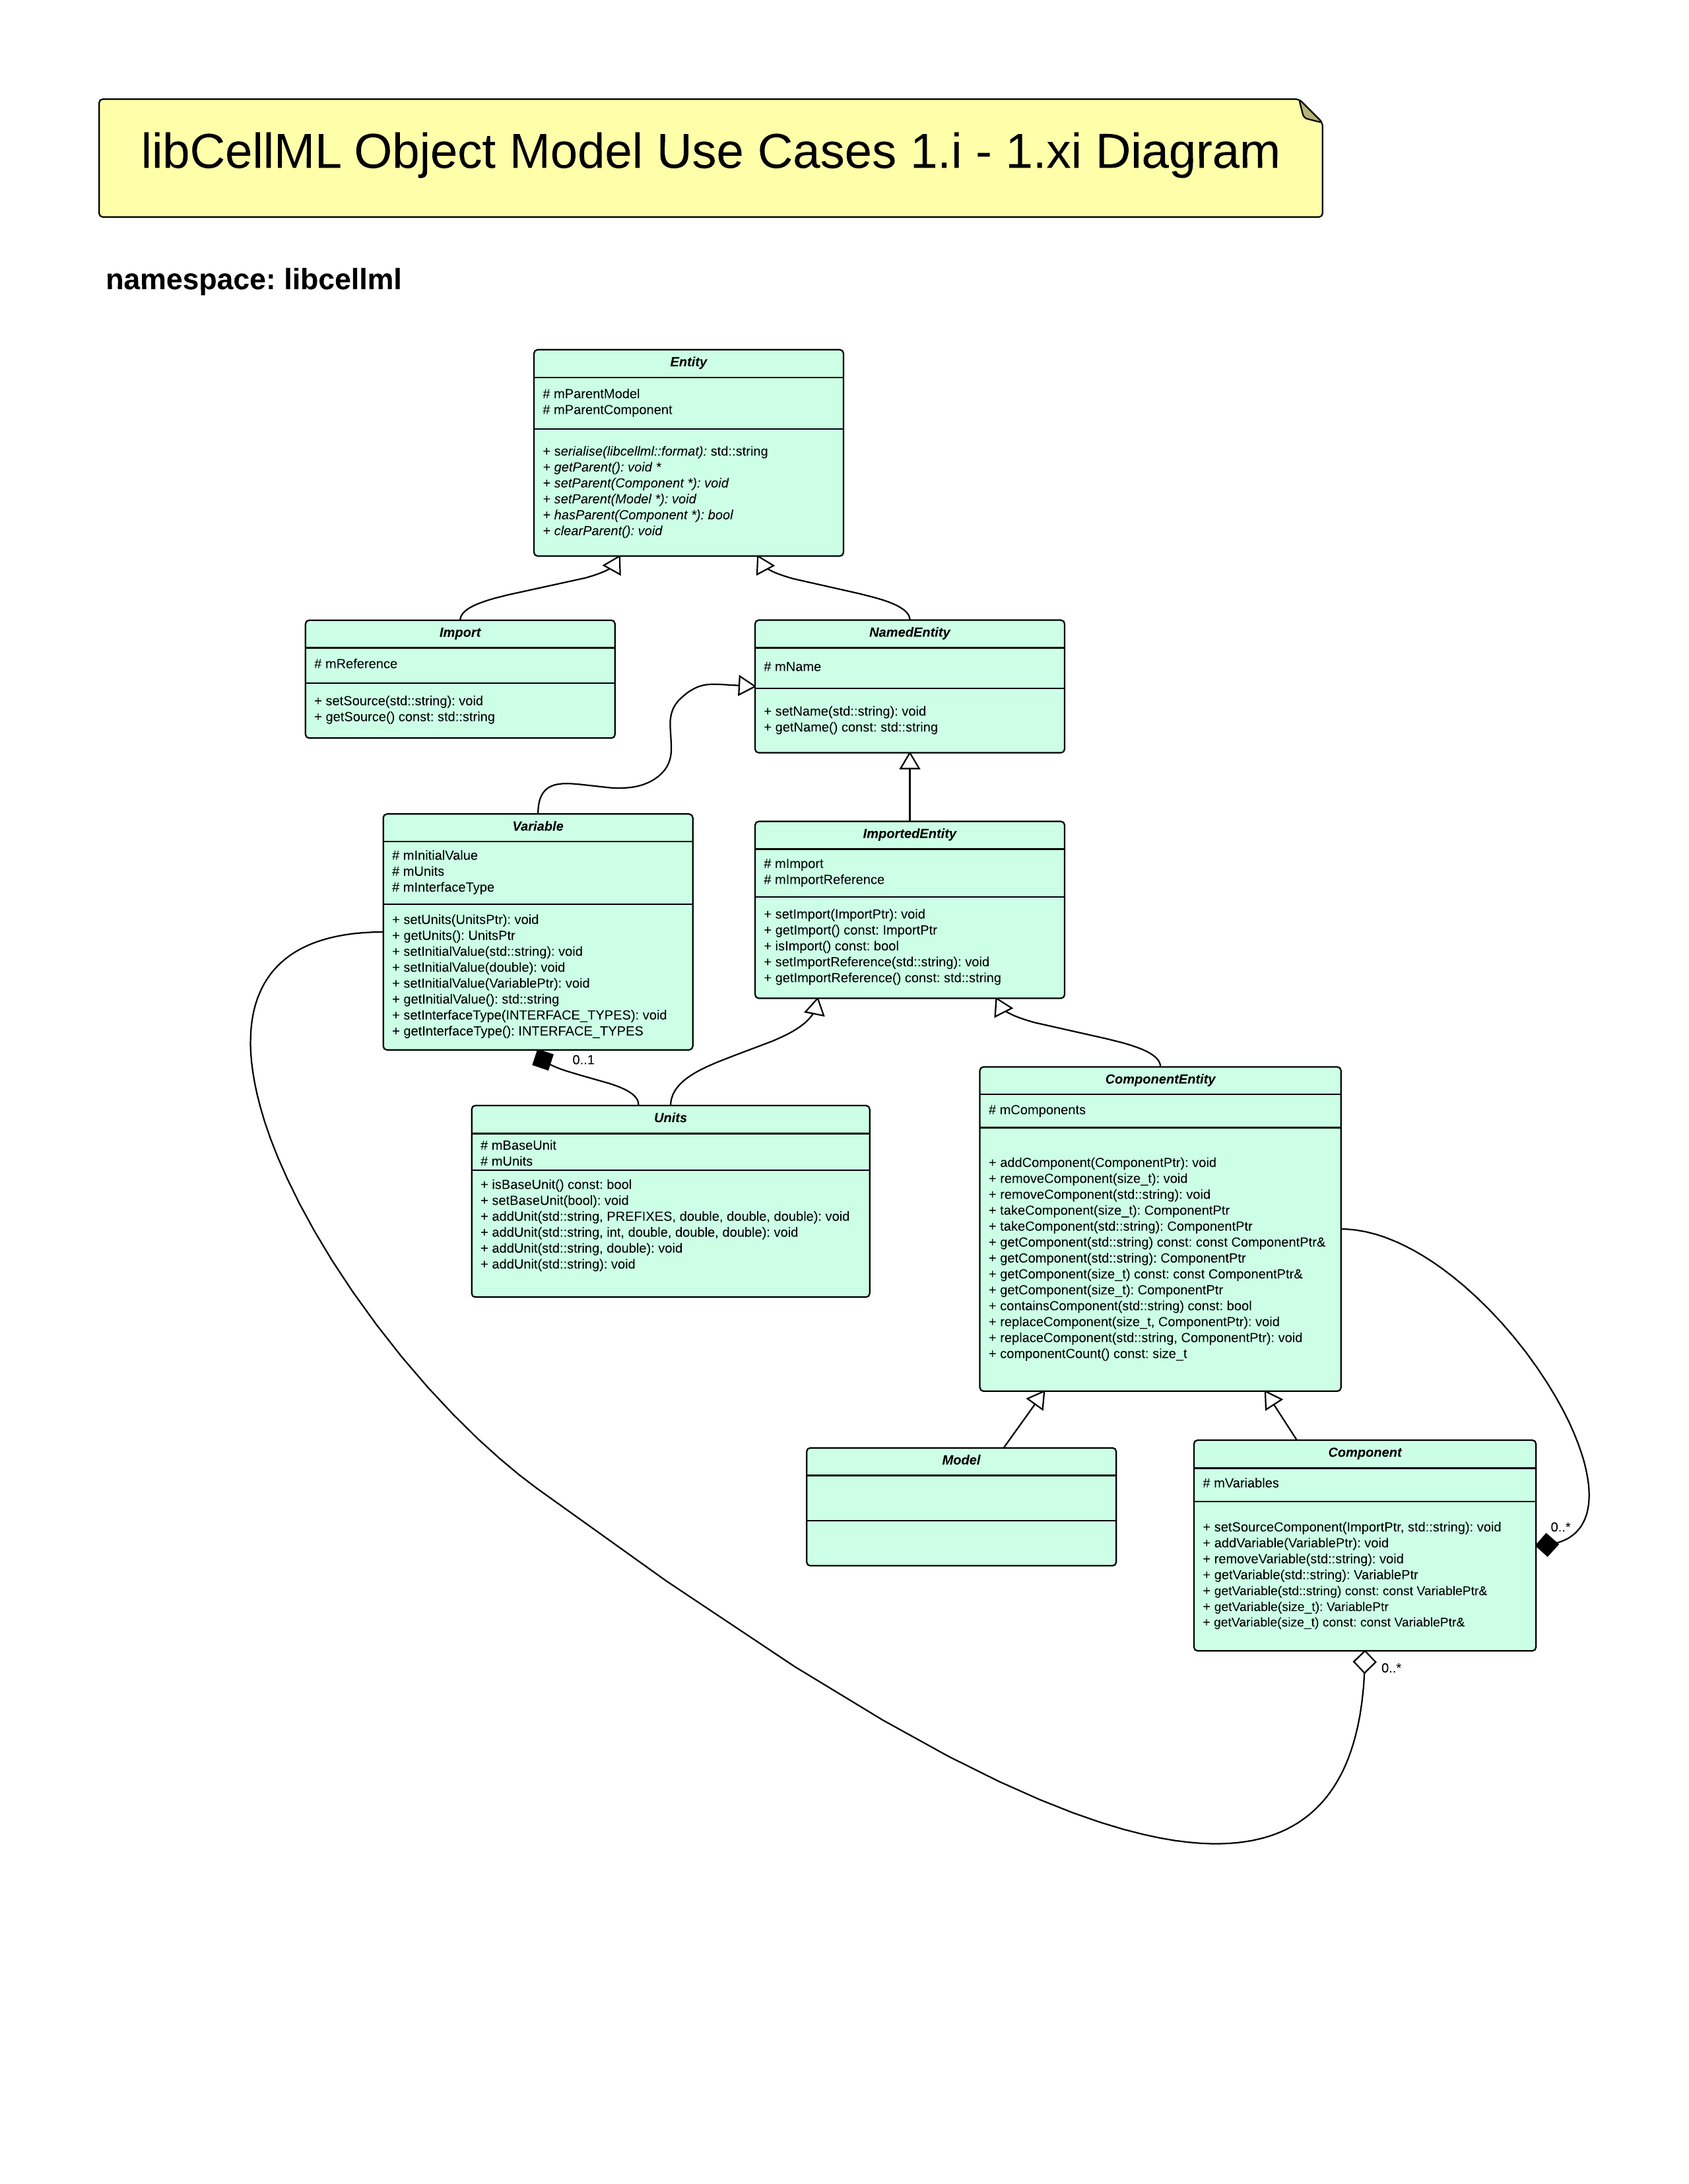 libCellML Object Model Use Cases 1.i - 1.xi Diagram
namespace: libcellml
Entity
# mParentModel
# mParentComponent
+ serialise(libcellml::format): std::string
+ getParent(): void *
+ setParent(Component *): void
+ setParent(Model *): void
+ hasParent(Component *): bool
+ clearParent(): void
Import
# mReference
+ setSource(std::string): void
+ getSource() const: std::string
NamedEntity
# mName
+ setName(std::string): void
+ getName() const: std::string
Variable
# mInitialValue
# mUnits
# mInterfaceType
+ setUnits(UnitsPtr): void
+ getUnits(): UnitsPtr
+ setInitialValue(std::string): void
+ setInitialValue(double): void
+ setInitialValue(VariablePtr): void
+ getInitialValue(): std::string
+ setInterfaceType(INTERFACE_TYPES): void
+ getInterfaceType(): INTERFACE_TYPES
0..1
ImportedEntity
# mImport
# mImportReference
+ setImport(ImportPtr): void
+ getImport() const: ImportPtr
+ isImport() const: bool
+ setImportReference(std::string): void
+ getImportReference() const: std::string
Units
# mBaseUnit
# mUnits
+ isBaseUnit() const: bool
+ setBaseUnit(bool): void
+ addUnit(std::string, PREFIXES, double, double, double): void
+ addUnit(std::string, int, double, double, double): void
+ addUnit(std::string, double): void
+ addUnit(std::string): void
ComponentEntity
# mComponents
+ addComponent(ComponentPtr): void
+ removeComponent(size_t): void
+ removeComponent(std::string): void
+ takeComponent(size_t): ComponentPtr
+ takeComponent(std::string): ComponentPtr
+ getComponent(std::string) const: const ComponentPtr&
+ getComponent(std::string): ComponentPtr
+ getComponent(size_t) const: const ComponentPtr&
+ getComponent(size_t): ComponentPtr
+ containsComponent(std::string) const: bool
+ replaceComponent(size_t, ComponentPtr): void
+ replaceComponent(std::string, ComponentPtr): void
+ componentCount() const: size_t
Model
Component
# mVariables
+ setSourceComponent(ImportPtr, std::string): void
+ addVariable(VariablePtr): void
+ removeVariable(std::string): void
+ getVariable(std::string): VariablePtr
+ getVariable(std::string) const: const VariablePtr&
+ getVariable(size_t): VariablePtr
+ getVariable(size_t) const: const VariablePtr&
0..*
0..*